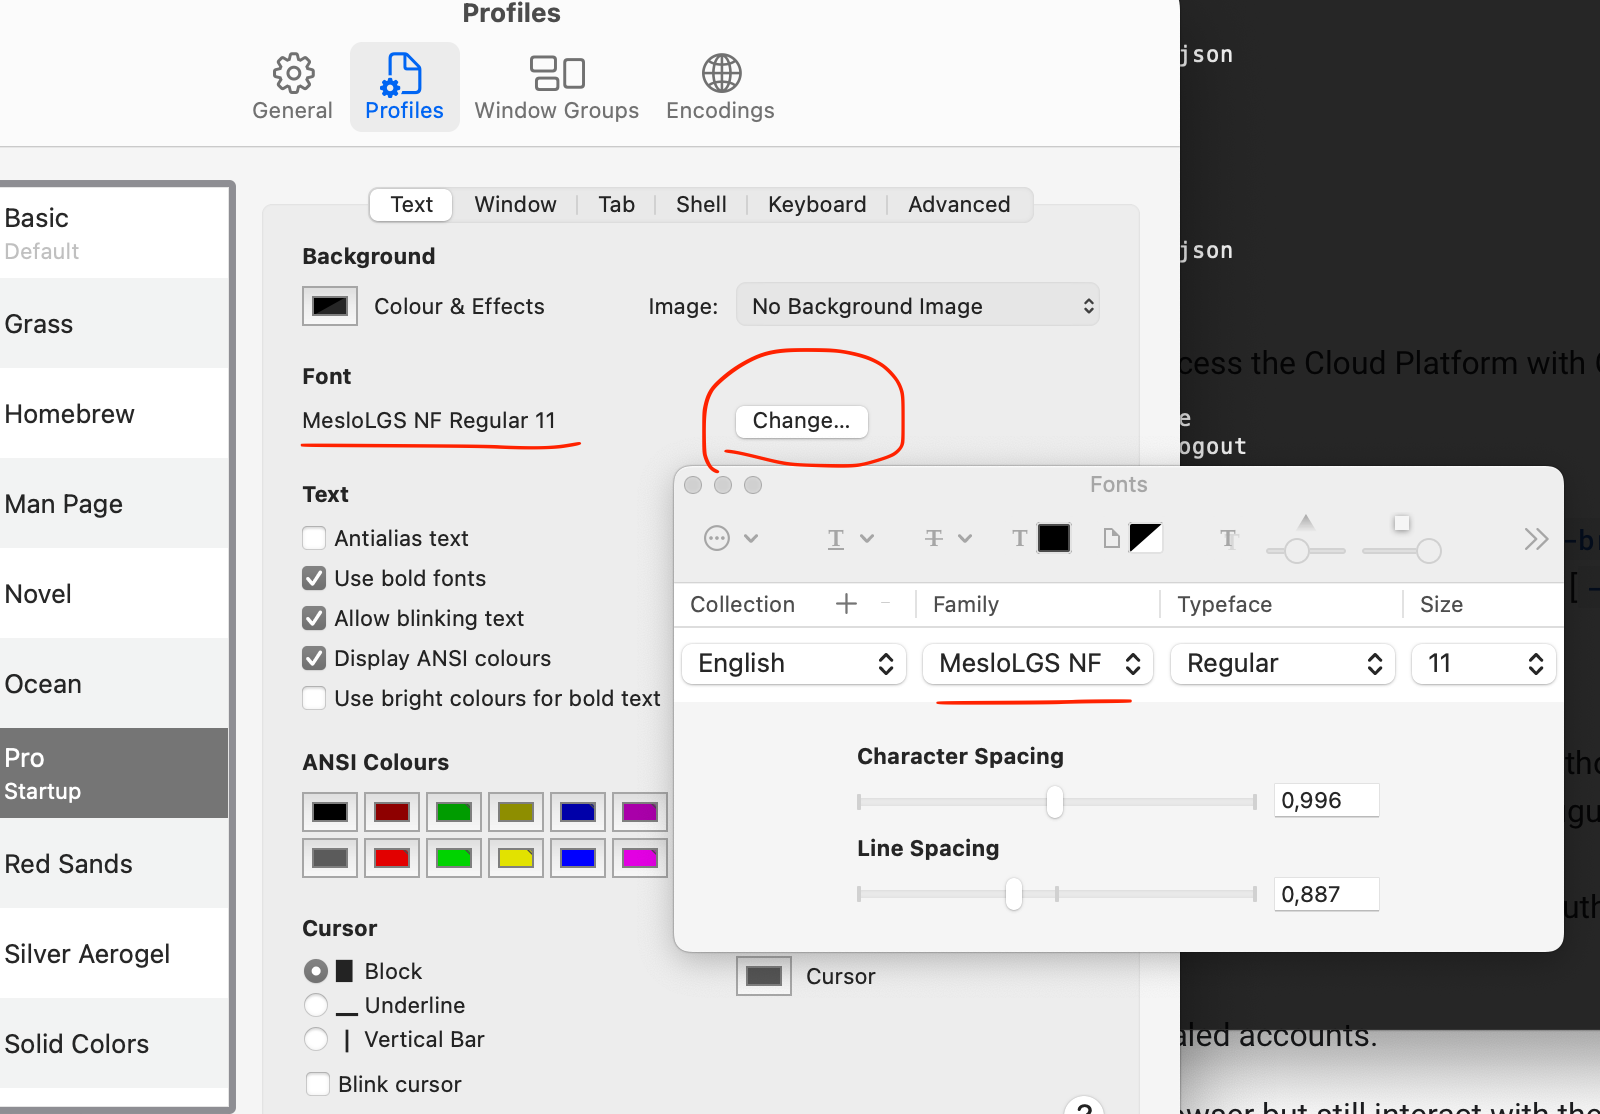 Profiles
General
Profiles
Window Groups
Encodings
Basic
Default
Grass
Homebrew
Man Page
Novel
Ocean
Pro
Startup
Red Sands
Silver Aerogel
Solid Colors
Text
Window
Tab
Shell
Keyboard
Advanced
Background
Colour & Effects
Image:
No Background Image
Font
MesloLGS NF Regular 11
Change...
Text
Antialias text
Use bold fonts
Allow blinking text
Display ANSI colours
Use bright colours for bold text
ANSI Colours
Cursor
Block
Underline
Vertical Bar
Blink cursor
Cursor
?
Fonts
Collection
Family
Typeface
Size
English
MesloLGS NF
Regular
11
Character Spacing
0,996
Line Spacing
0,887
json
json
cess the Cloud Platform with
e
ogout
-b
[ -
tho
gu
uth
aled accounts.
wser but still interact with the